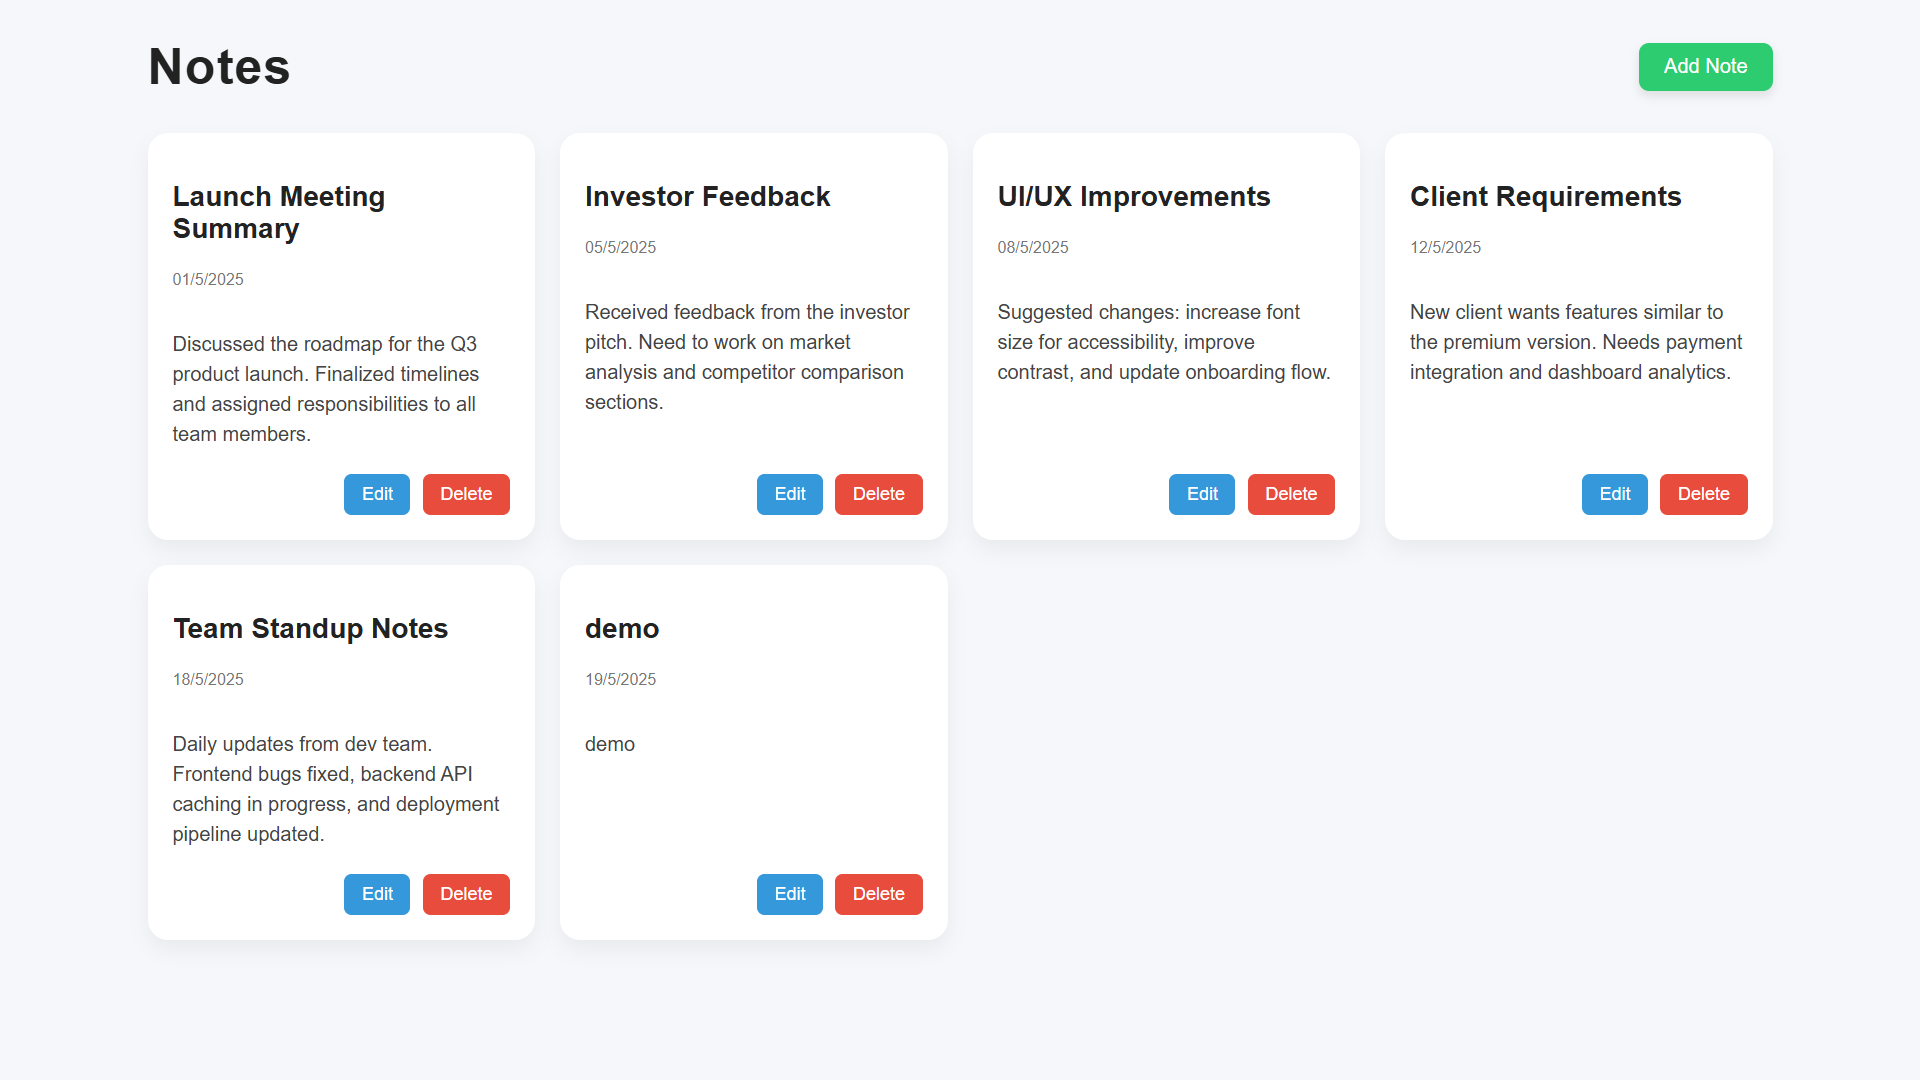 Notes
Add Note
Launch Meeting
Summary
01/5/2025
Discussed the roadmap for the Q3
product launch. Finalized timelines
and assigned responsibilities to all
team members.
Edit Delete
Investor Feedback
05/5/2025
Received feedback from the investor
pitch. Need to work on market
analysis and competitor comparison
sections.
Edit Delete
UI/UX Improvements
08/5/2025
Suggested changes: increase font
size for accessibility, improve
contrast, and update onboarding flow.
Edit Delete
Client Requirements
12/5/2025
New client wants features similar to
the premium version. Needs payment
integration and dashboard analytics.
Edit Delete
Team Standup Notes
18/5/2025
Daily updates from dev team.
Frontend bugs fixed, backend API
caching in progress, and deployment
pipeline updated.
Edit Delete
demo
19/5/2025
demo
Edit Delete